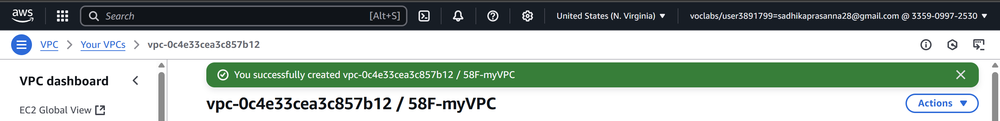 aws
Search [Alt+S] United States (N. Virginia) voclabs/user3891799=sadhikaprasanna28@gmail.com @ 3359-0997-2530
VPC Your VPCs vpc-0c4e33cea3c857b12
You successfully created vpc-0c4e33cea3c857b12 / 58F-myVPC
VPC dashboard
vpc-0c4e33cea3c857b12 / 58F-myVPC Actions
EC2 Global View